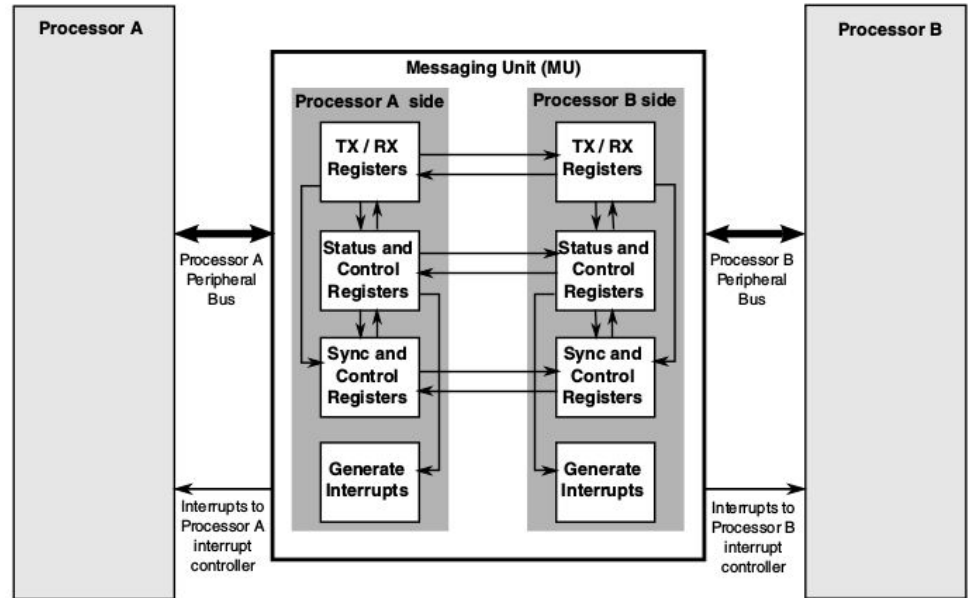 Processor A
Processor B
Messaging Unit (MU)
Processor A side
Processor B side
TX / RX
Registers
TX / RX
Registers
Status and
Control
Registers
Status and
Control
Registers
Processor A
Peripheral
Bus
Processor B
Peripheral
Bus
Sync and
Control
Registers
Sync and
Control
Registers
Generate
Interrupts
Generate
Interrupts
Interrupts to
Processor A
interrupt
controller
Interrupts to
Processor B
interrupt
controller